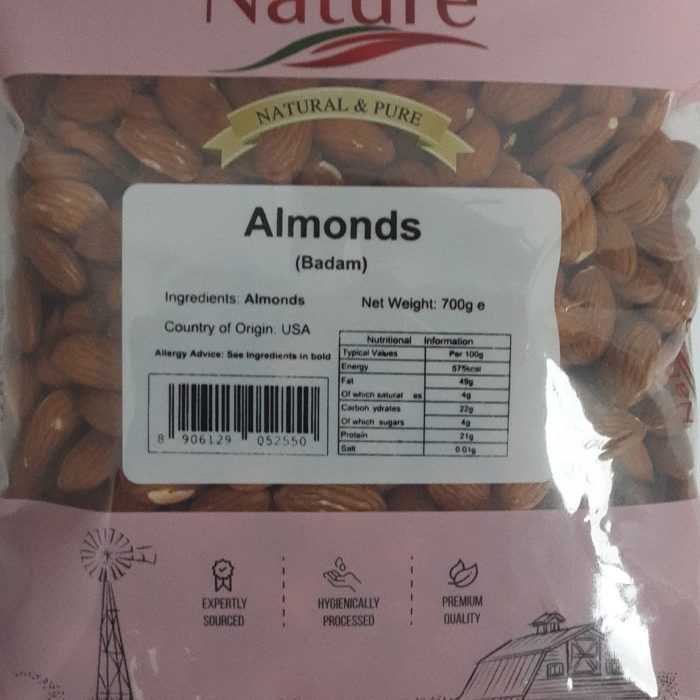 Nature
NATURAL & PURE
Almonds
(Badam)
Ingredients: Almonds
Net Weight: 700g e
Country of Origin: USA
Allergy Advice: See Ingredients in bold
Nutritional Information
Typical Values Per 100g
Energy 575kcal
Fat 49g
Of which saturat es 4g
Carboh ydrates 22g
Of which sugars 4g
Protein 21g
Salt 0.01g
8 906129 052550
EXPERTLY SOURCED
HYGIENICALLY PROCESSED
PREMIUM QUALITY